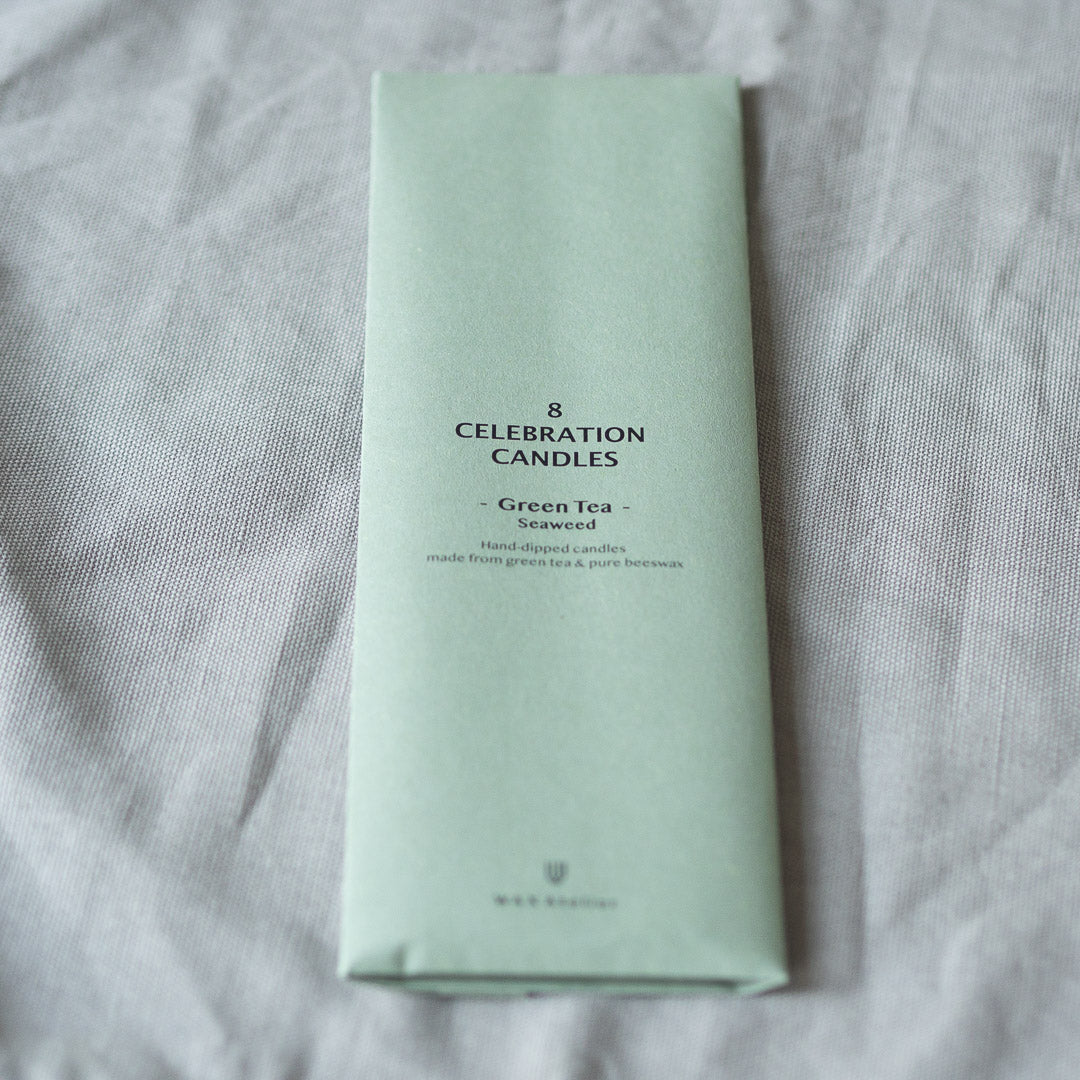 8
CELEBRATION
CANDLES
- Green Tea -
Seaweed
Hand-dipped candles
made from green tea & pure beeswax